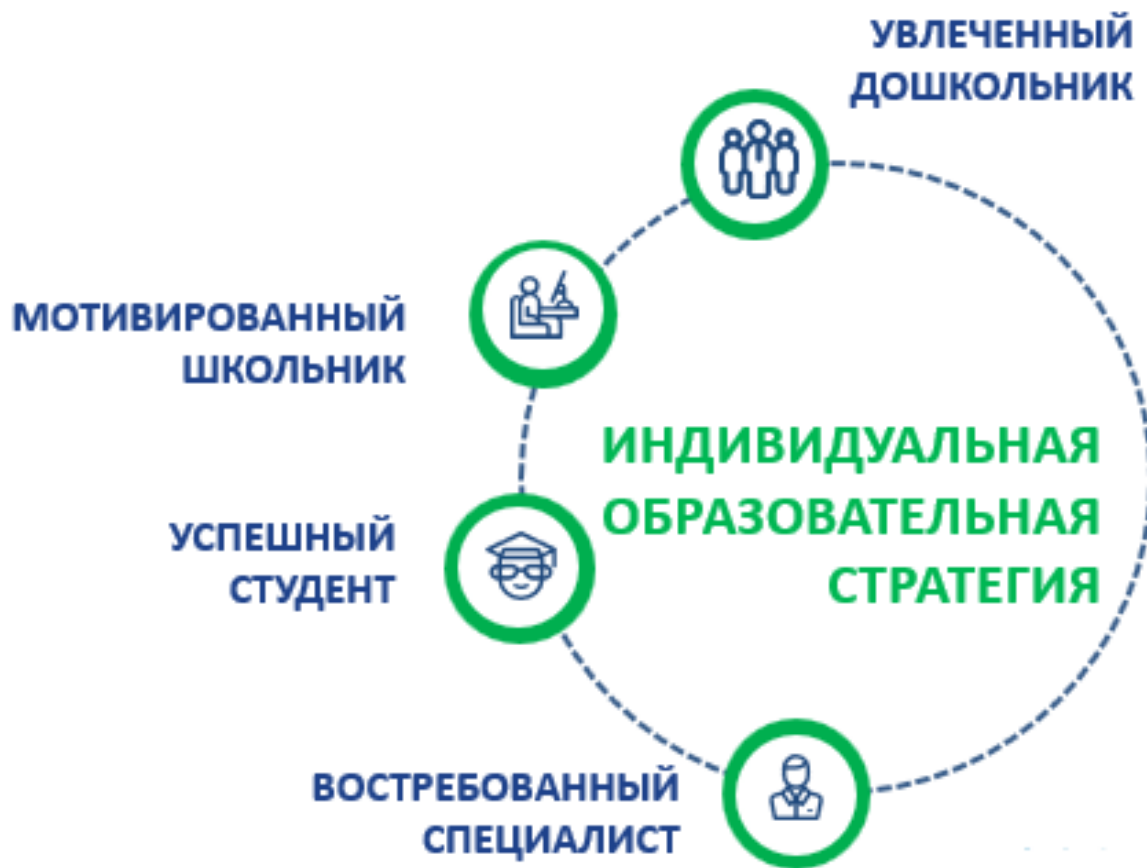 УВЛЕЧЕННЫЙ
ДОШКОЛЬНИК
МОТИВИРОВАННЫЙ
ШКОЛЬНИК
ИНДИВИДУАЛЬНАЯ
ОБРАЗОВАТЕЛЬНАЯ
СТРАТЕГИЯ
УСПЕШНЫЙ
СТУДЕНТ
ВОСТРЕБОВАННЫЙ
СПЕЦИАЛИСТ